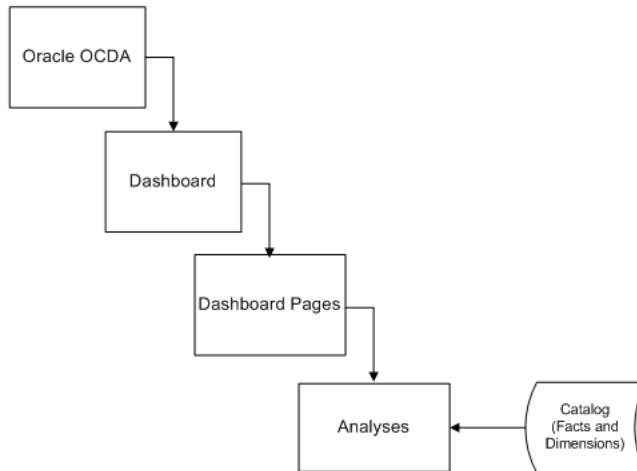 Oracle OCDA
Dashboard
Dashboard Pages
Analyses
Catalog
(Facts and
Dimensions)